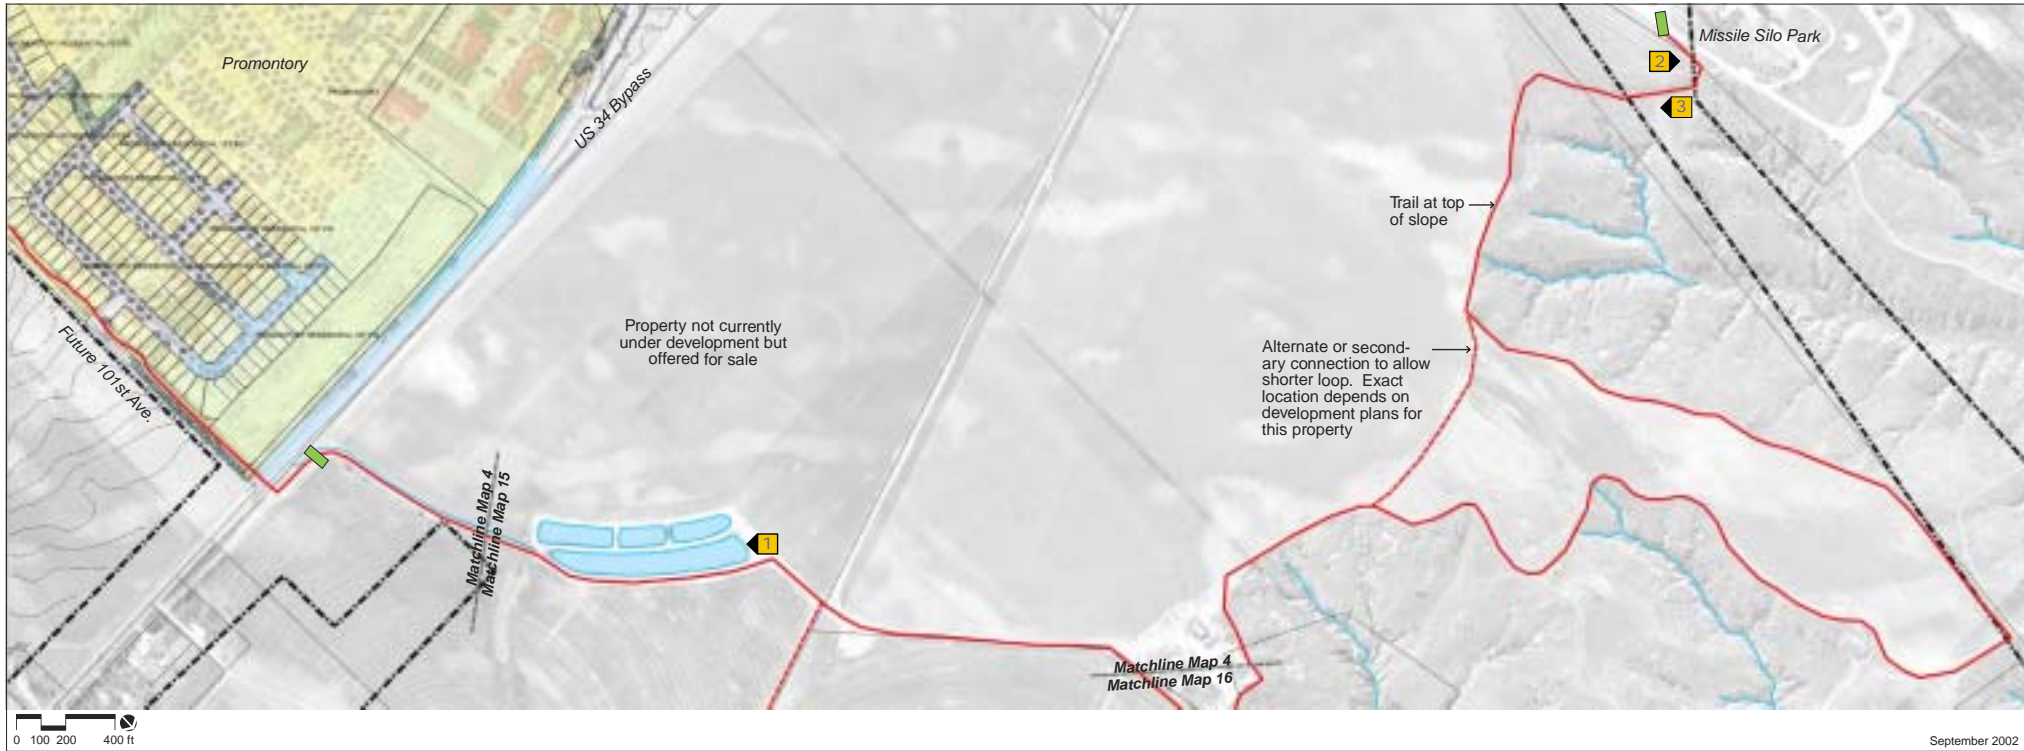 Promontory
US 34 Bypass
Missile Silo Park
2
3
Trail at top
of slope
Property not currently
under development but
offered for sale
Future 101st Ave.
Alternate or second-
ary connection to allow
shorter loop.  Exact
location depends on
development plans for
this property
Matchline Map 4
Matchline Map 15
1
Matchline Map 4
Matchline Map 16
0 100 200 400 ft
September 2002